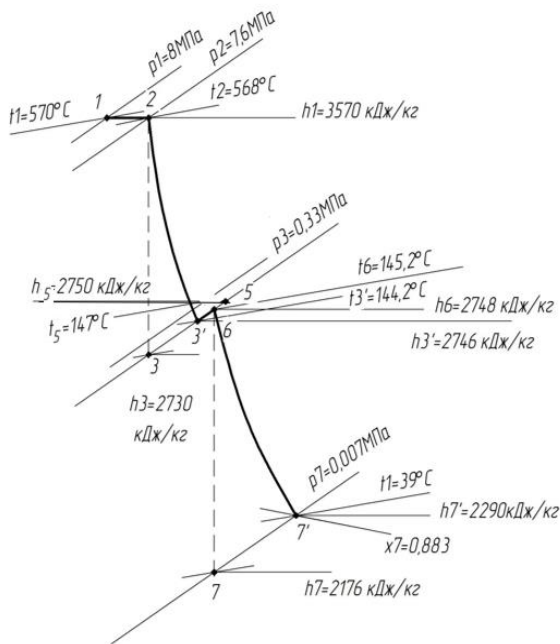 p1=8МПа
p2=7,6МПа
t1=570°C
1
2
t2=568°C
h1=3570 кДж/кг
p3=0,33МПа
t6=145,2°C
h5=2750 кДж/кг
5
t3'=144,2°C
t5=147°C
3'
6
h6=2748 кДж/кг
h3'=2746 кДж/кг
3
h3=2730
кДж/кг
p7=0,007МПа
t1=39°C
h7'=2290кДж/кг
7'
x7=0,883
7
h7=2176 кДж/кг